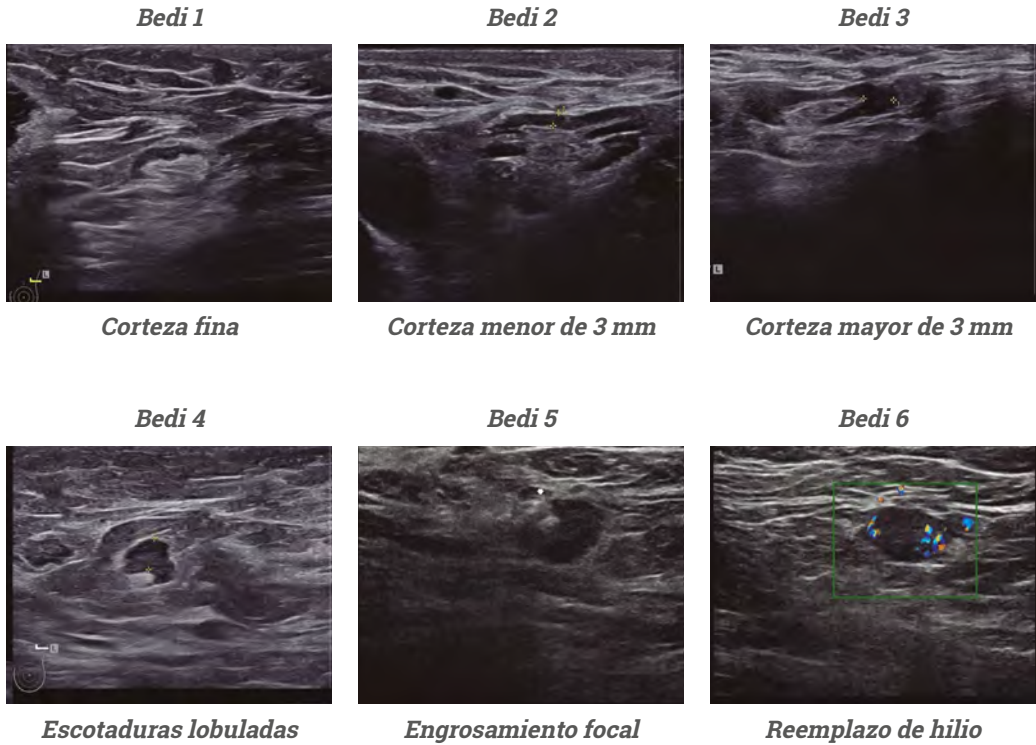 Bedi 1
Bedi 2
Bedi 3
L
L
Corteza fina
Corteza menor de 3 mm
Corteza mayor de 3 mm
Bedi 4
Bedi 5
Bedi 6
L
Escotaduras lobuladas
Engrosamiento focal
Reemplazo de hilio